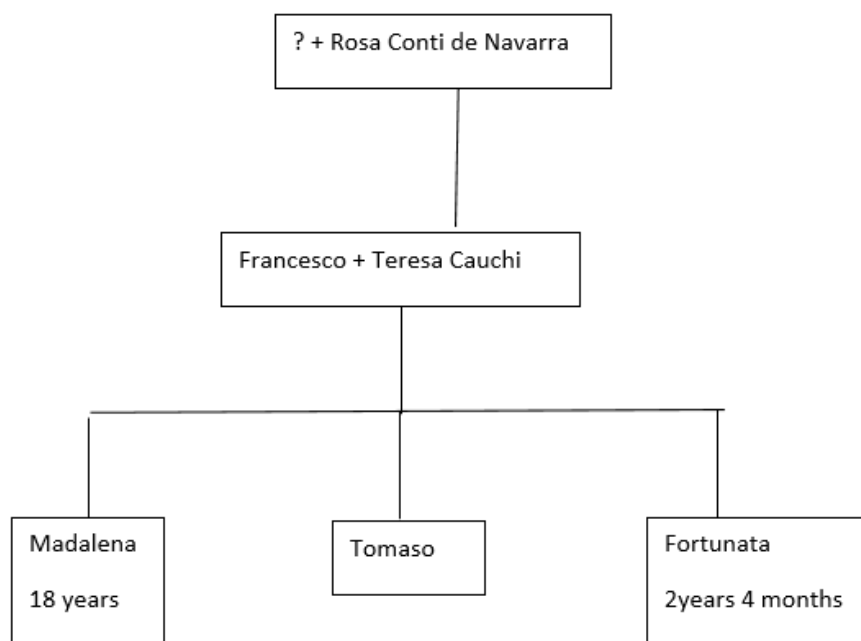 ? + Rosa Conti de Navarra
Francesco + Teresa Cauchi
Madalena
18 years
Tomaso
Fortunata
2years 4 months